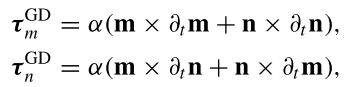 τ_m^GD = α(m × ∂_t m + n × ∂_t n),
τ_n^GD = α(m × ∂_t n + n × ∂_t m),